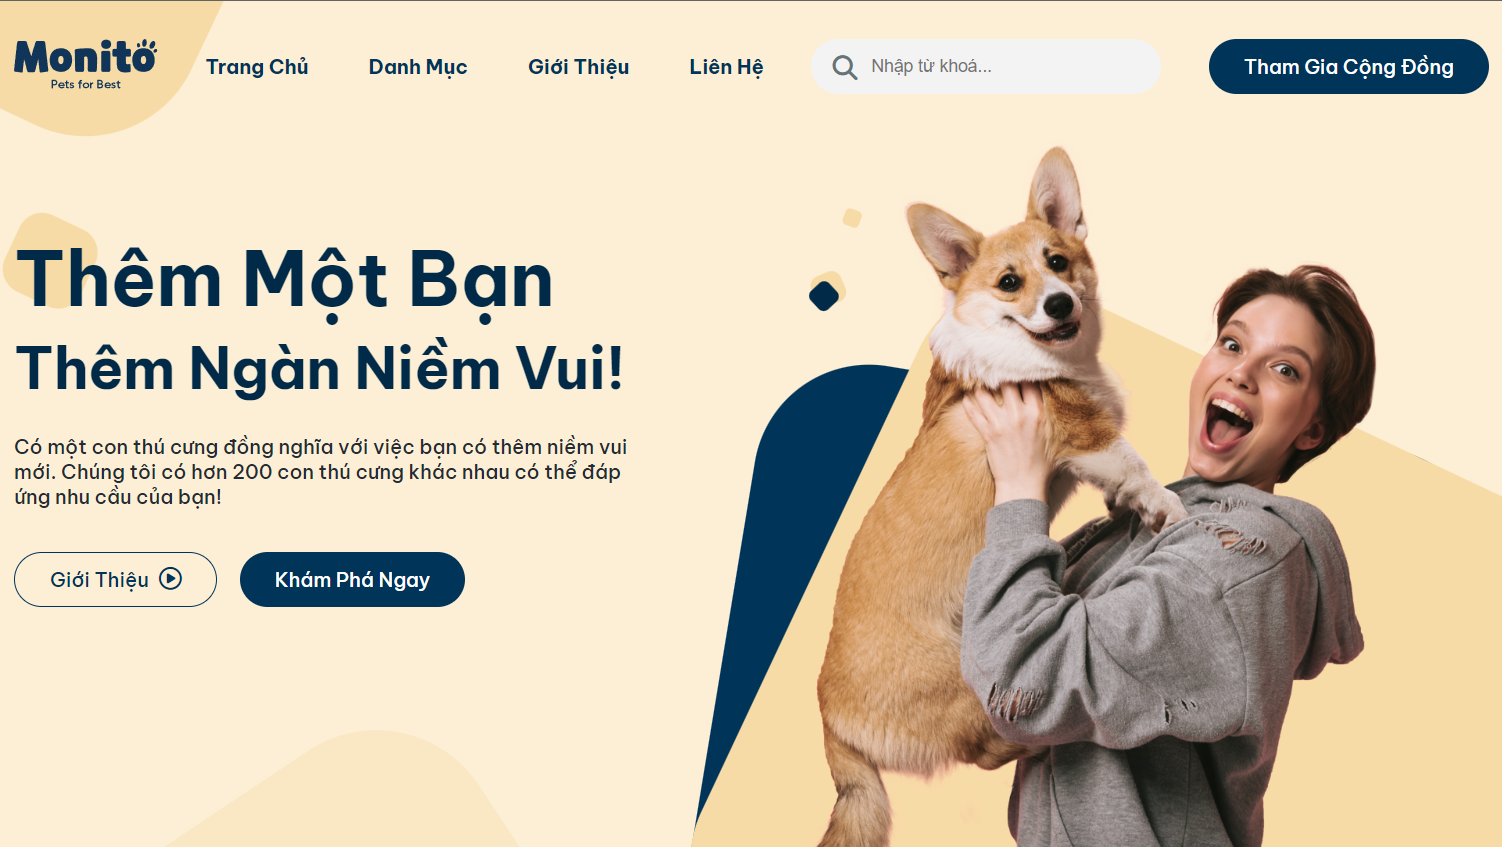 Monito
Pets for Best
Trang Chủ
Danh Mục
Giới Thiệu
Liên Hệ
Nhập từ khoá...
Tham Gia Cộng Đồng
Thêm Một Bạn
Thêm Ngàn Niềm Vui!
Có một con thú cưng đồng nghĩa với việc bạn có thêm niềm vui
mới. Chúng tôi có hơn 200 con thú cưng khác nhau có thể đáp
ứng nhu cầu của bạn!
Giới Thiệu
Khám Phá Ngay